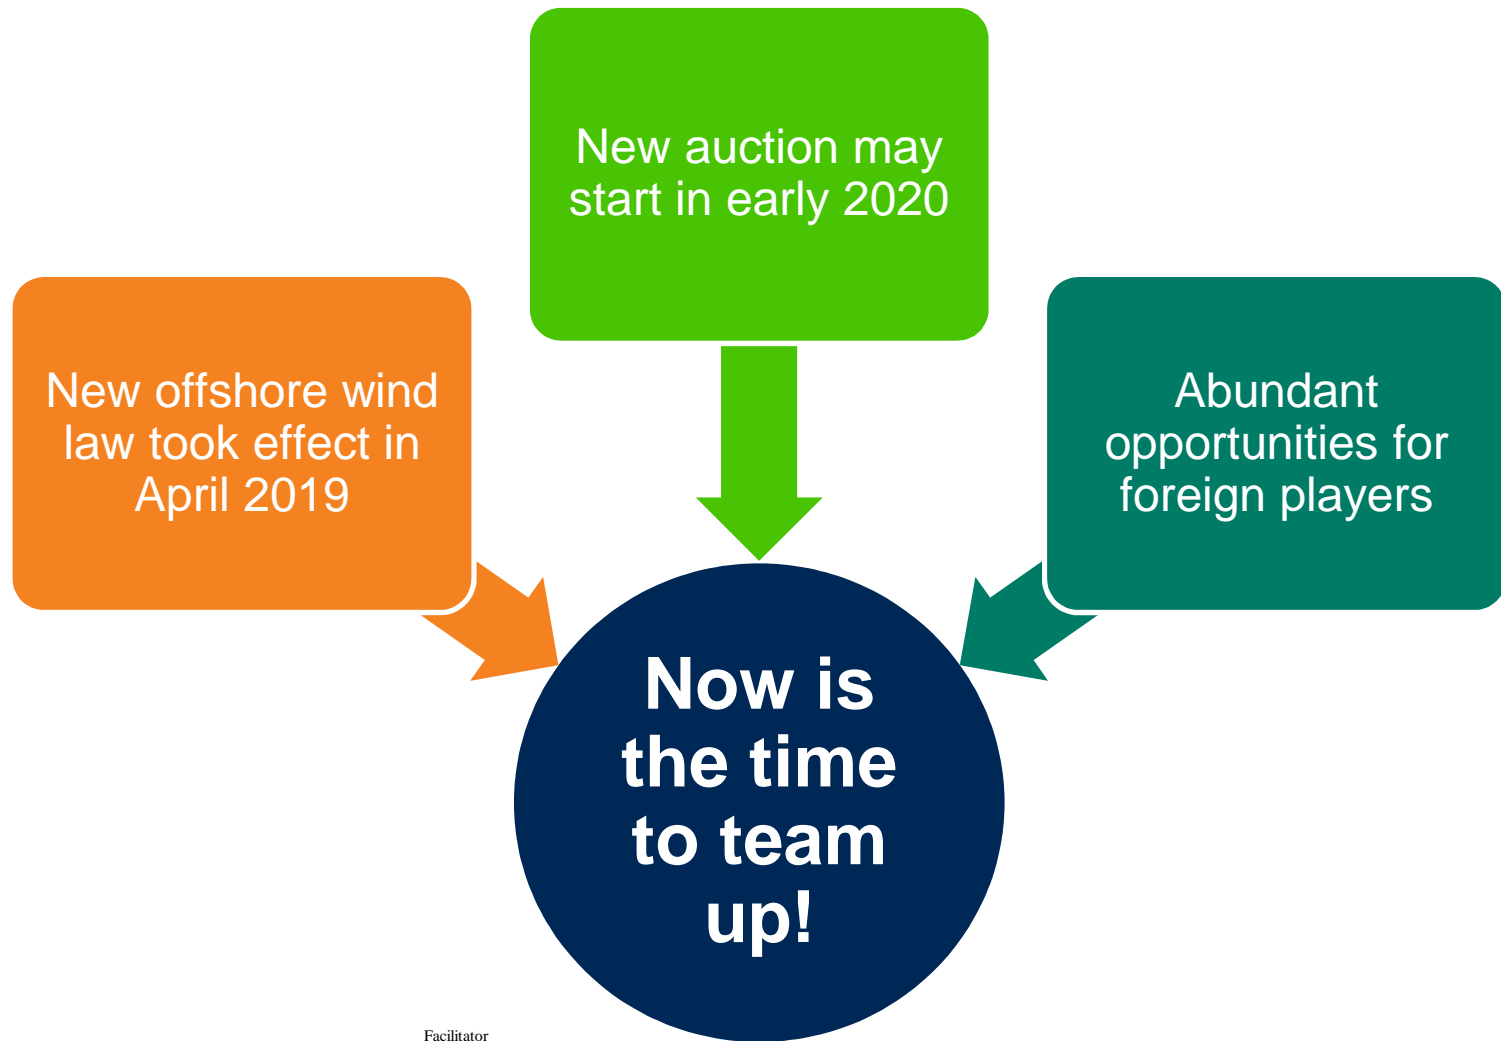 New auction may
start in early 2020
New offshore wind
law took effect in
April 2019
Abundant
opportunities for
foreign players
Now is
the time
to team
up!
Facilitator